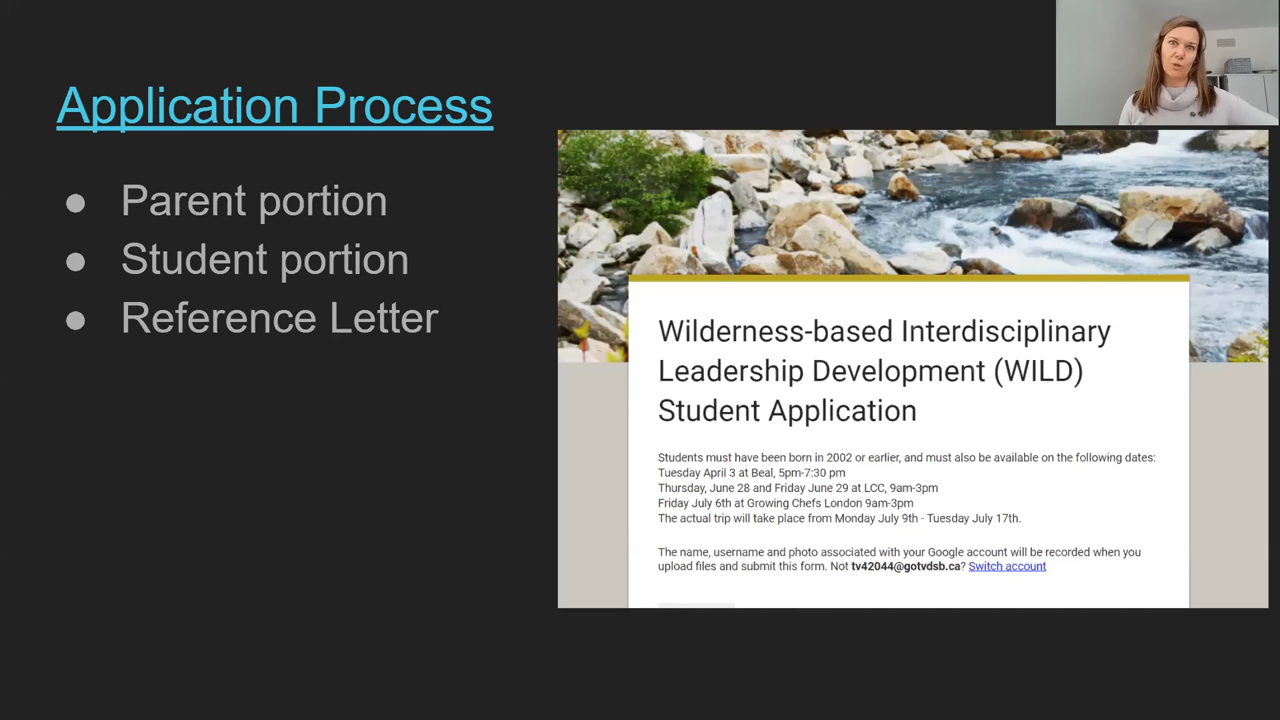 Application Process
● Parent portion
● Student portion
● Reference Letter
Wilderness-based Interdisciplinary
Leadership Development (WILD)
Student Application
Students must have been born in 2002 or earlier, and must also be available on the following dates:
Tuesday April 3 at Beal, 5pm-7:30 pm
Thursday, June 28 and Friday June 29 at LCC, 9am-3pm
Friday July 6th at Growing Chefs London 9am-3pm
The actual trip will take place from Monday July 9th - Tuesday July 17th.
The name, username and photo associated with your Google account will be recorded when you
upload files and submit this form. Not tv42044@gotvdsb.ca? Switch account